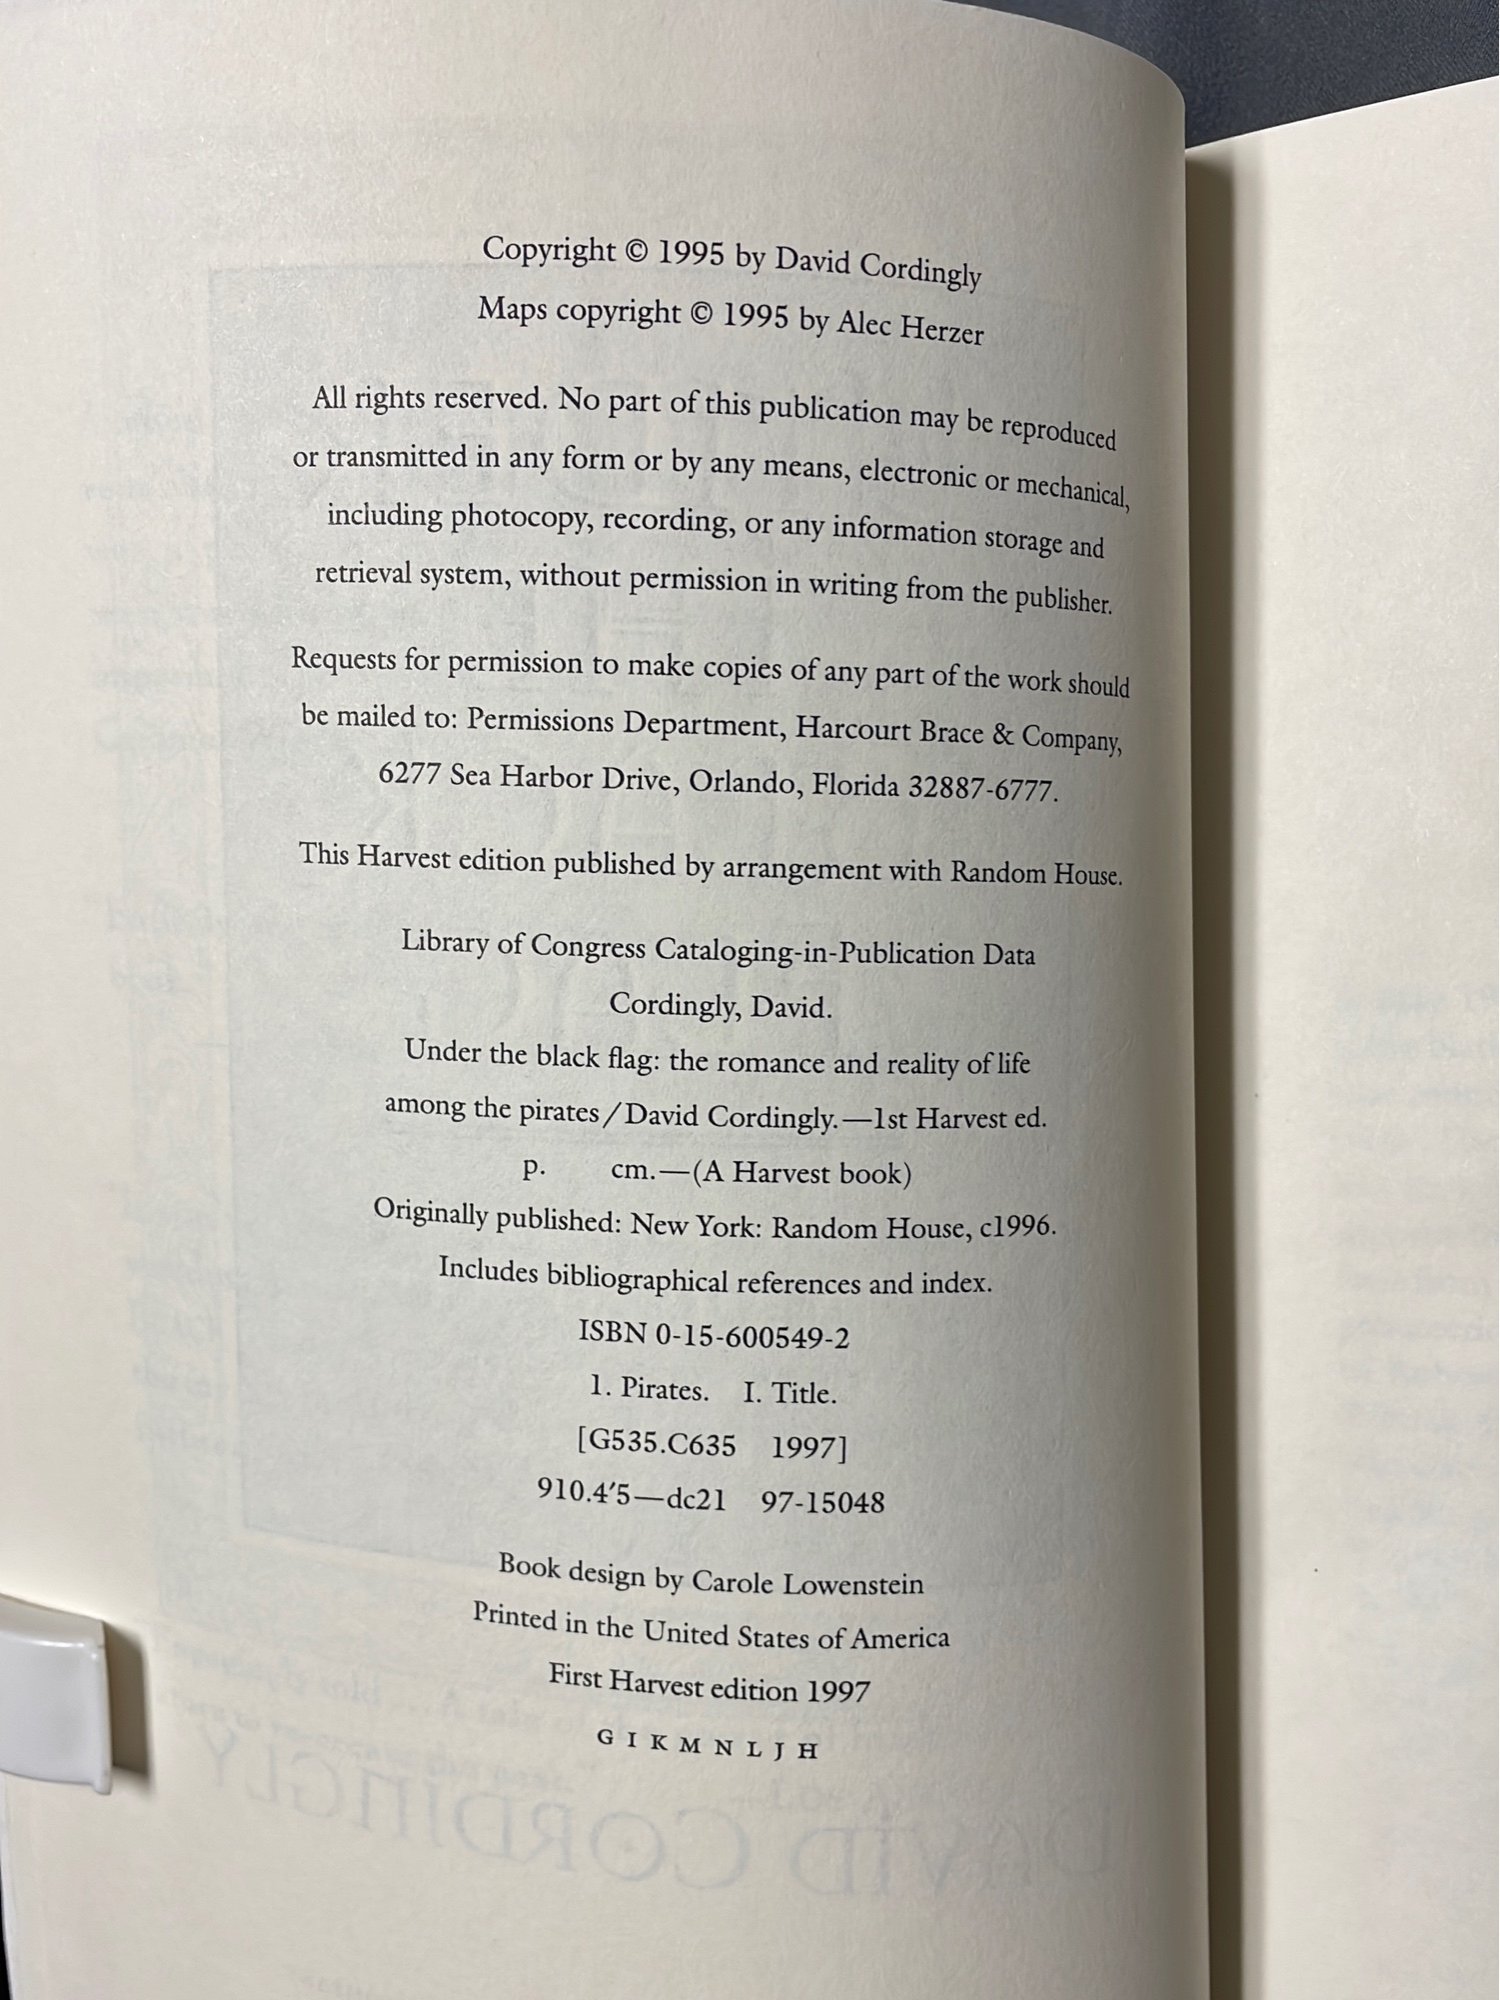 Copyright © 1995 by David Cordingly
Maps copyright © 1995 by Alec Herzer
All rights reserved. No part of this publication may be reproduced
or transmitted in any form or by any means, electronic or mechanical,
including photocopy, recording, or any information storage and
retrieval system, without permission in writing from the publisher.
Requests for permission to make copies of any part of the work should
be mailed to: Permissions Department, Harcourt Brace & Company,
6277 Sea Harbor Drive, Orlando, Florida 32887-6777.
This Harvest edition published by arrangement with Random House.
Library of Congress Cataloging-in-Publication Data
Cordingly, David.
Under the black flag: the romance and reality of life
among the pirates/David Cordingly.—1st Harvest ed.
p. cm.—(A Harvest book)
Originally published: New York: Random House, c1996.
Includes bibliographical references and index.
ISBN 0-15-600549-2
1. Pirates. I. Title.
[G535.C635 1997]
910.4′5—dc21 97-15048
Book design by Carole Lowenstein
Printed in the United States of America
First Harvest edition 1997
G I K M N L J H
DAVID CORDINGLY